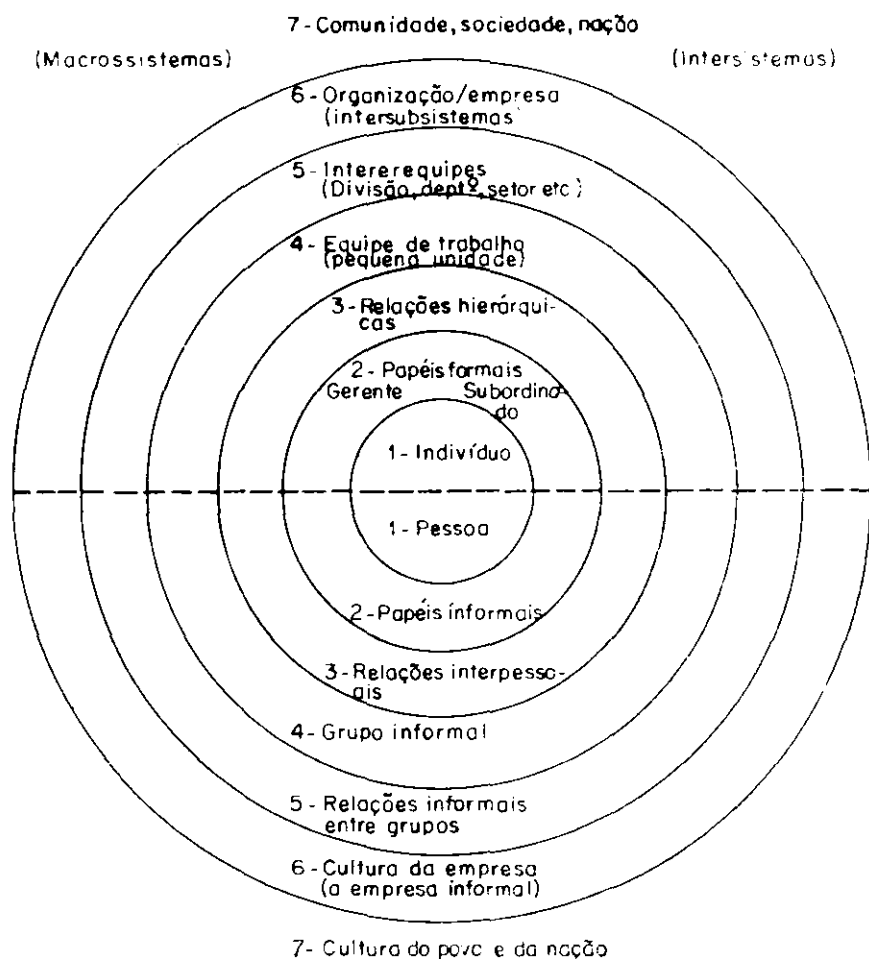 7- Comunidade, sociedade, nação
(Macrossistemas) (Intersistemas)
6- Organização/empresa
(intersubsistemas)
5- Intererequipes
(Divisão, deptº, setor etc)
4- Equipe de trabalho
(pequena unidade)
3- Relações hierárqui-
cas
2- Papéis formais
Gerente Subordina-
do
1- Indivíduo
1- Pessoa
2- Papéis informais
3- Relações interpesso-
ais
4- Grupo informal
5- Relações informais
entre grupos
6- Cultura da empresa
(a empresa informal)
7- Cultura do povo e da nação